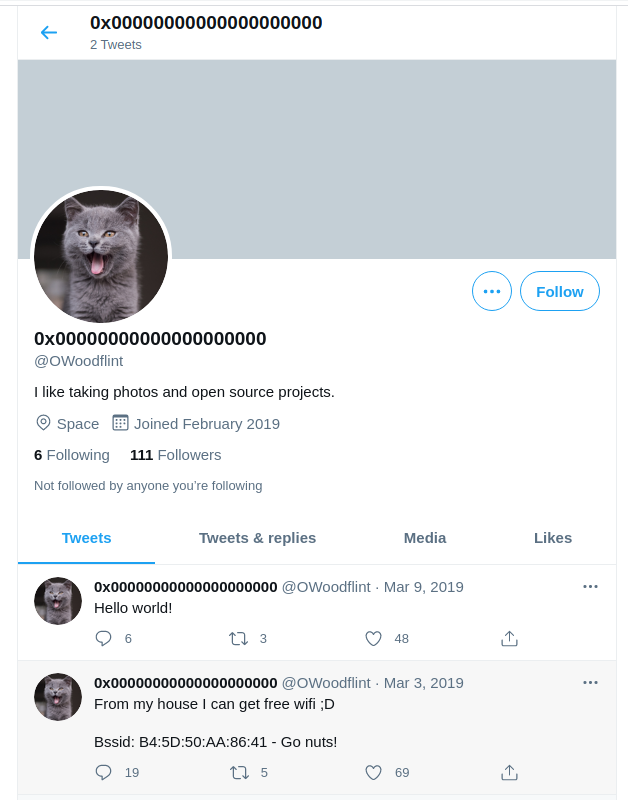 0x00000000000000000000
2 Tweets
Follow
0x00000000000000000000
@OWoodflint
I like taking photos and open source projects.
Space Joined February 2019
6 Following 111 Followers
Not followed by anyone you’re following
Tweets Tweets & replies Media Likes
0x00000000000000000000 @OWoodflint · Mar 9, 2019
Hello world!
6 3 48
0x00000000000000000000 @OWoodflint · Mar 3, 2019
From my house I can get free wifi ;D
Bssid: B4:5D:50:AA:86:41 - Go nuts!
19 5 69